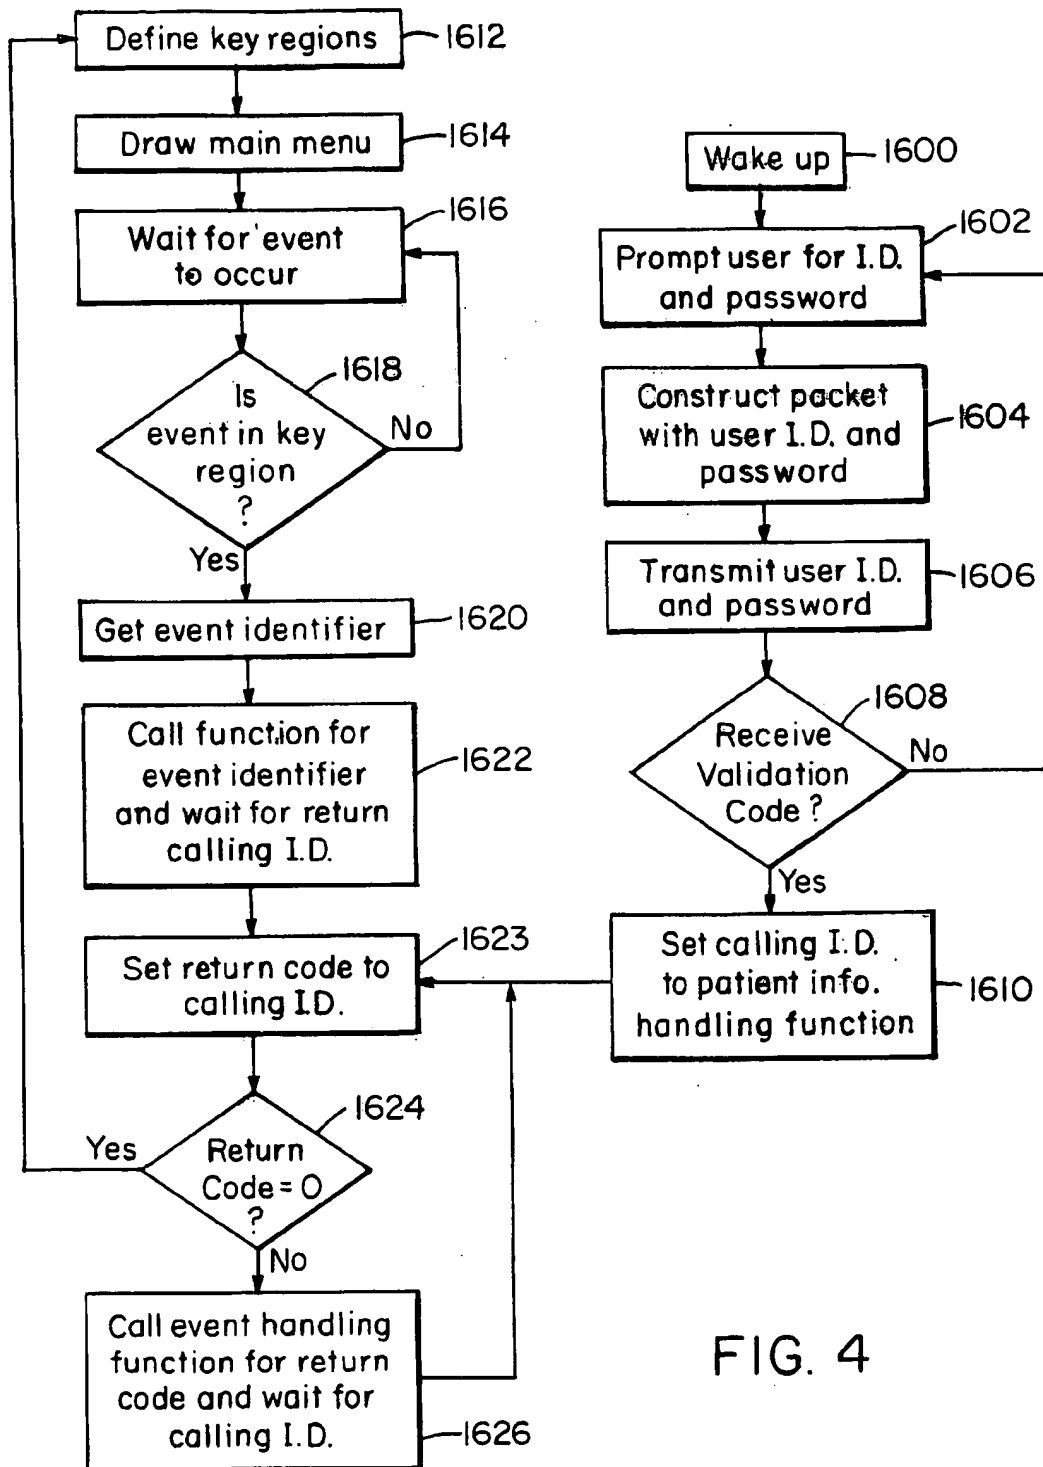 Define key regions
1612
Draw main menu
1614
Wait for event
to occur
1616
Is
event in key
region
?
1618
No
Yes
Get event identifier
1620
Call function for
event identifier
and wait for return
calling I.D.
1622
Set return code to
calling I.D.
1623
Return
Code = 0
?
1624
Yes
No
Call event handling
function for return
code and wait for
calling I.D.
1626
Wake up
1600
Prompt user for I.D.
and password
1602
Construct packet
with user I.D. and
password
1604
Transmit user I.D.
and password
1606
Receive
Validation
Code ?
1608
No
Yes
Set calling I.D.
to patient info.
handling function
1610
FIG. 4